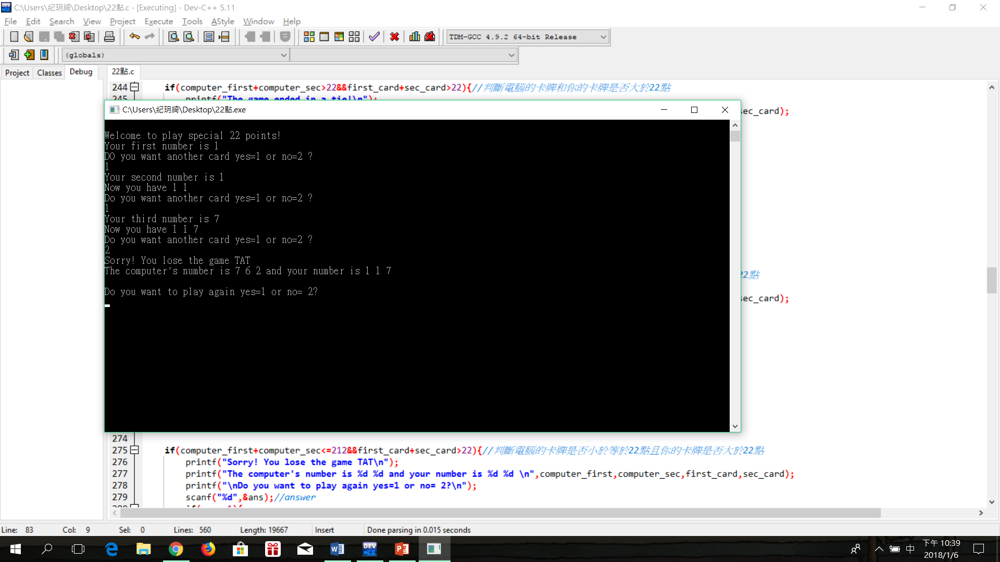 C:\Users\紀玥綺\Desktop\22點.c - [Executing] - Dev-C++ 5.11
File Edit Search View Project Execute Tools AStyle Window Help
TDM-GCC 4.9.2 64-bit Release
(globals)
Project Classes Debug
22點.c
244 if(computer_first+computer_sec>22&&first_card+sec_card>22){//判斷電腦的卡牌和你的卡牌是否大於22點
245 printf("The game ended in a tie!\n");
sec_card);
C:\Users\紀玥綺\Desktop\22點.exe
Welcome to play special 22 points!
Your first number is 1
DO you want another card yes=1 or no=2 ?
1
Your second number is 1
Now you have 1 1
Do you want another card yes=1 or no=2 ?
1
Your third number is 7
Now you have 1 1 7
Do you want another card yes=1 or no=2 ?
2
Sorry! You lose the game TAT
The computer's number is 7 6 2 and your number is 1 1 7
Do you want to play again yes=1 or no= 2?
22點
sec_card);
274
275 if(computer_first+computer_sec<=212&&first_card+sec_card>22){//判斷電腦的卡牌是否小於等於22點且你的卡牌是否大於22點
276 printf("Sorry! You lose the game TAT\n");
277 printf("The computer's number is %d %d and your number is %d %d \n",computer_first,computer_sec,first_card,sec_card);
278 printf("\nDo you want to play again yes=1 or no= 2?\n");
279 scanf("%d",&ans);//answer
Line: 83 Col: 9 Sel: 0 Lines: 560 Length: 19667 Insert Done parsing in 0.015 seconds
中
下午 10:39
2018/1/6